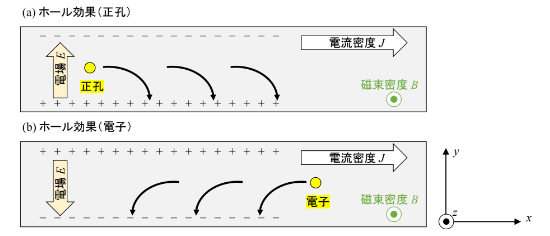 (a) ホール効果(正孔)
－ － － － － － － － － － － － － － － － －
電場 E
正孔
電流密度 J
磁束密度 B
+ + + + + + + + + + + + + + + + +
(b) ホール効果(電子)
+ + + + + + + + + + + + + + + + +
電場 E
電流密度 J
電子
磁束密度 B
－ － － － － － － － － － － － － － － － －
y
z
x